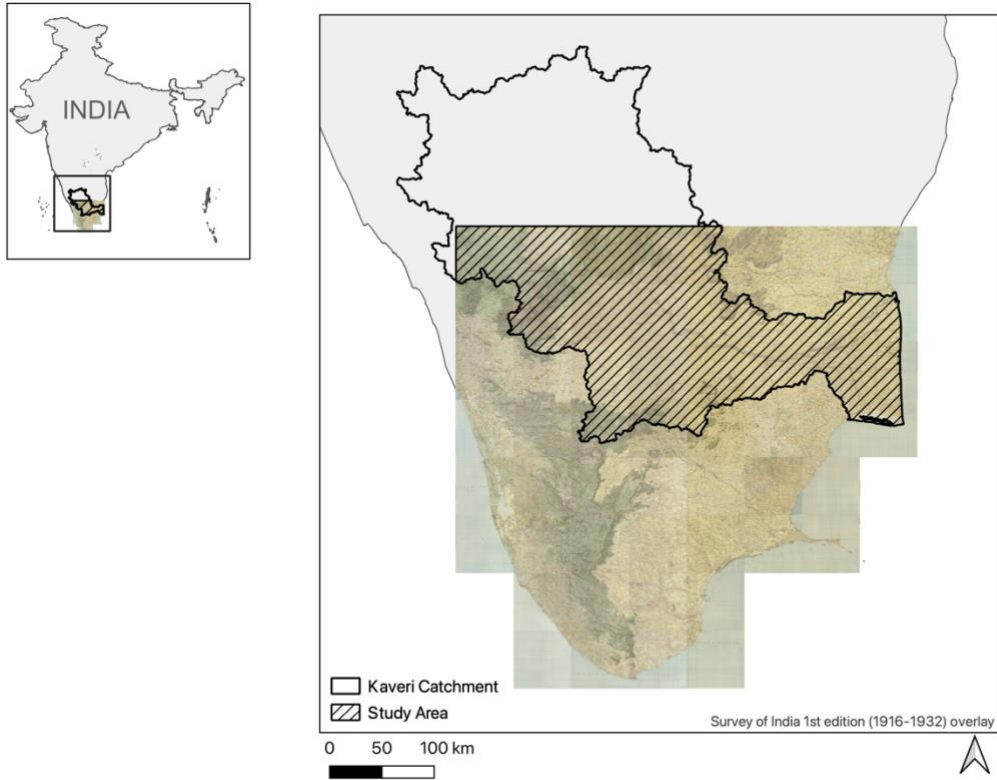 INDIA
Kaveri Catchment
Study Area
Survey of India 1st edition (1916-1932) overlay
0 50 100 km